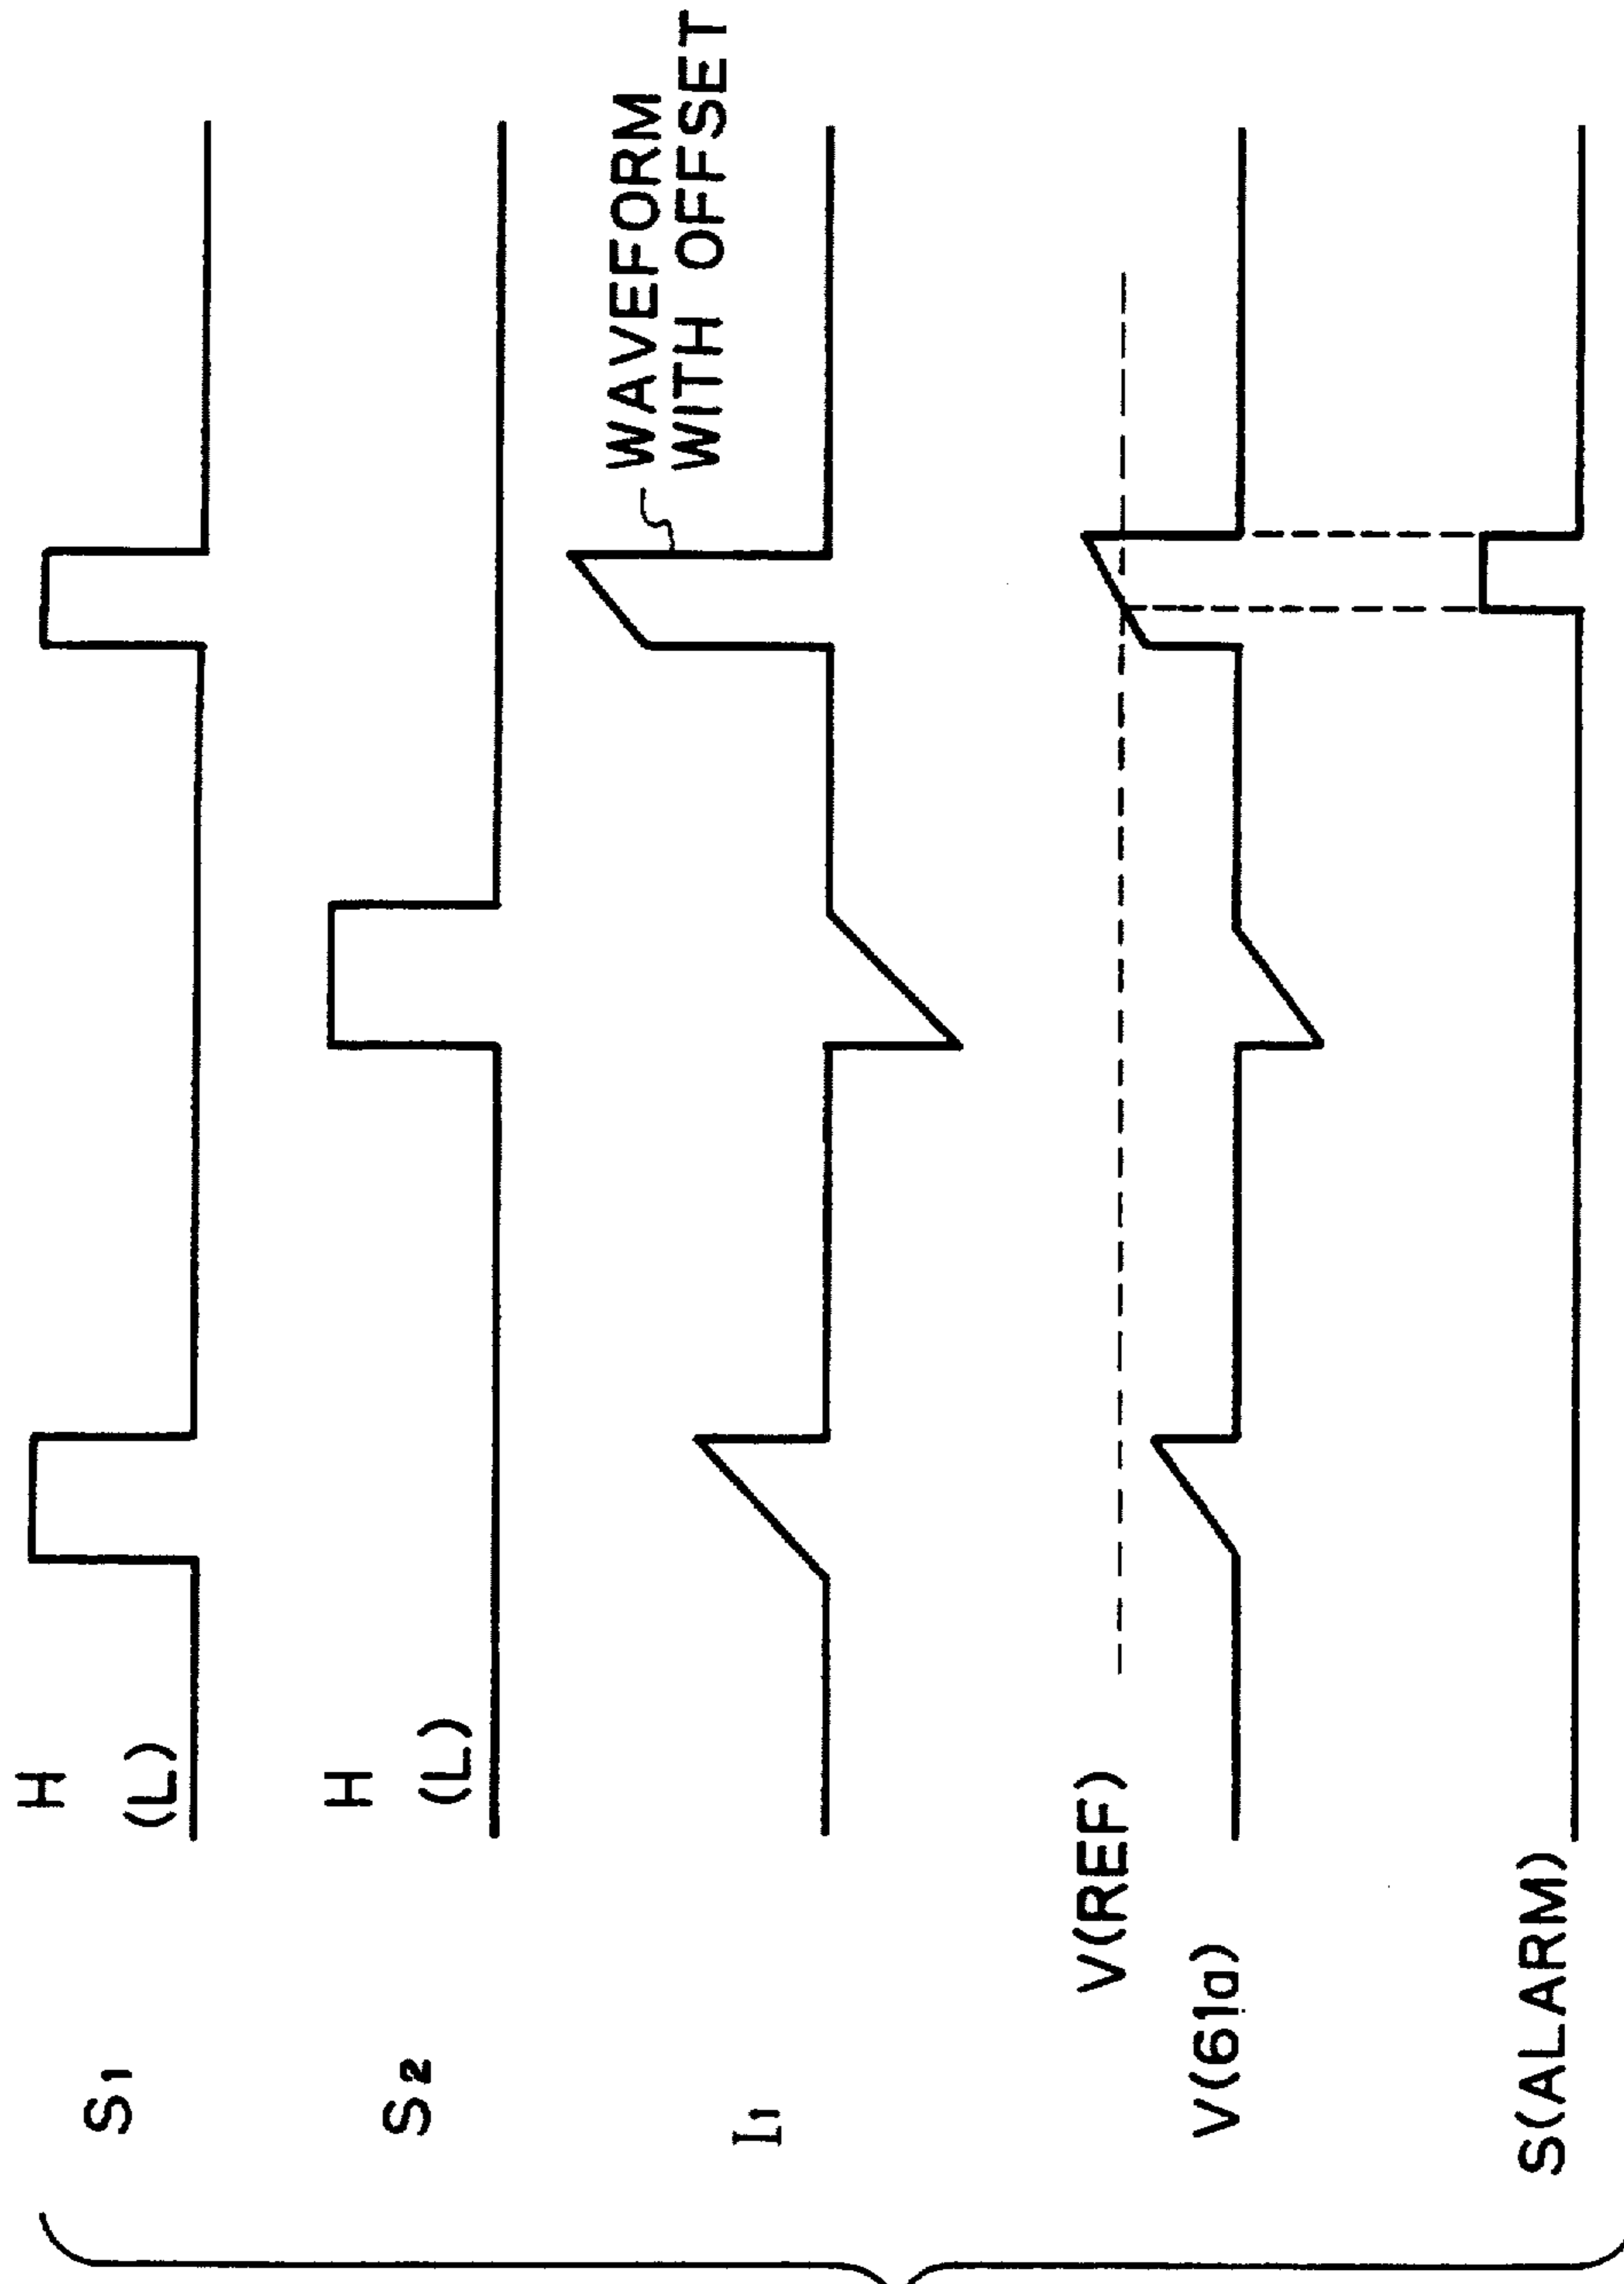 S1
H
(L)
S2
H
(L)
I1
WAVEFORM
WITH OFFSET
V(REF)
V(61a)
S(ALARM)